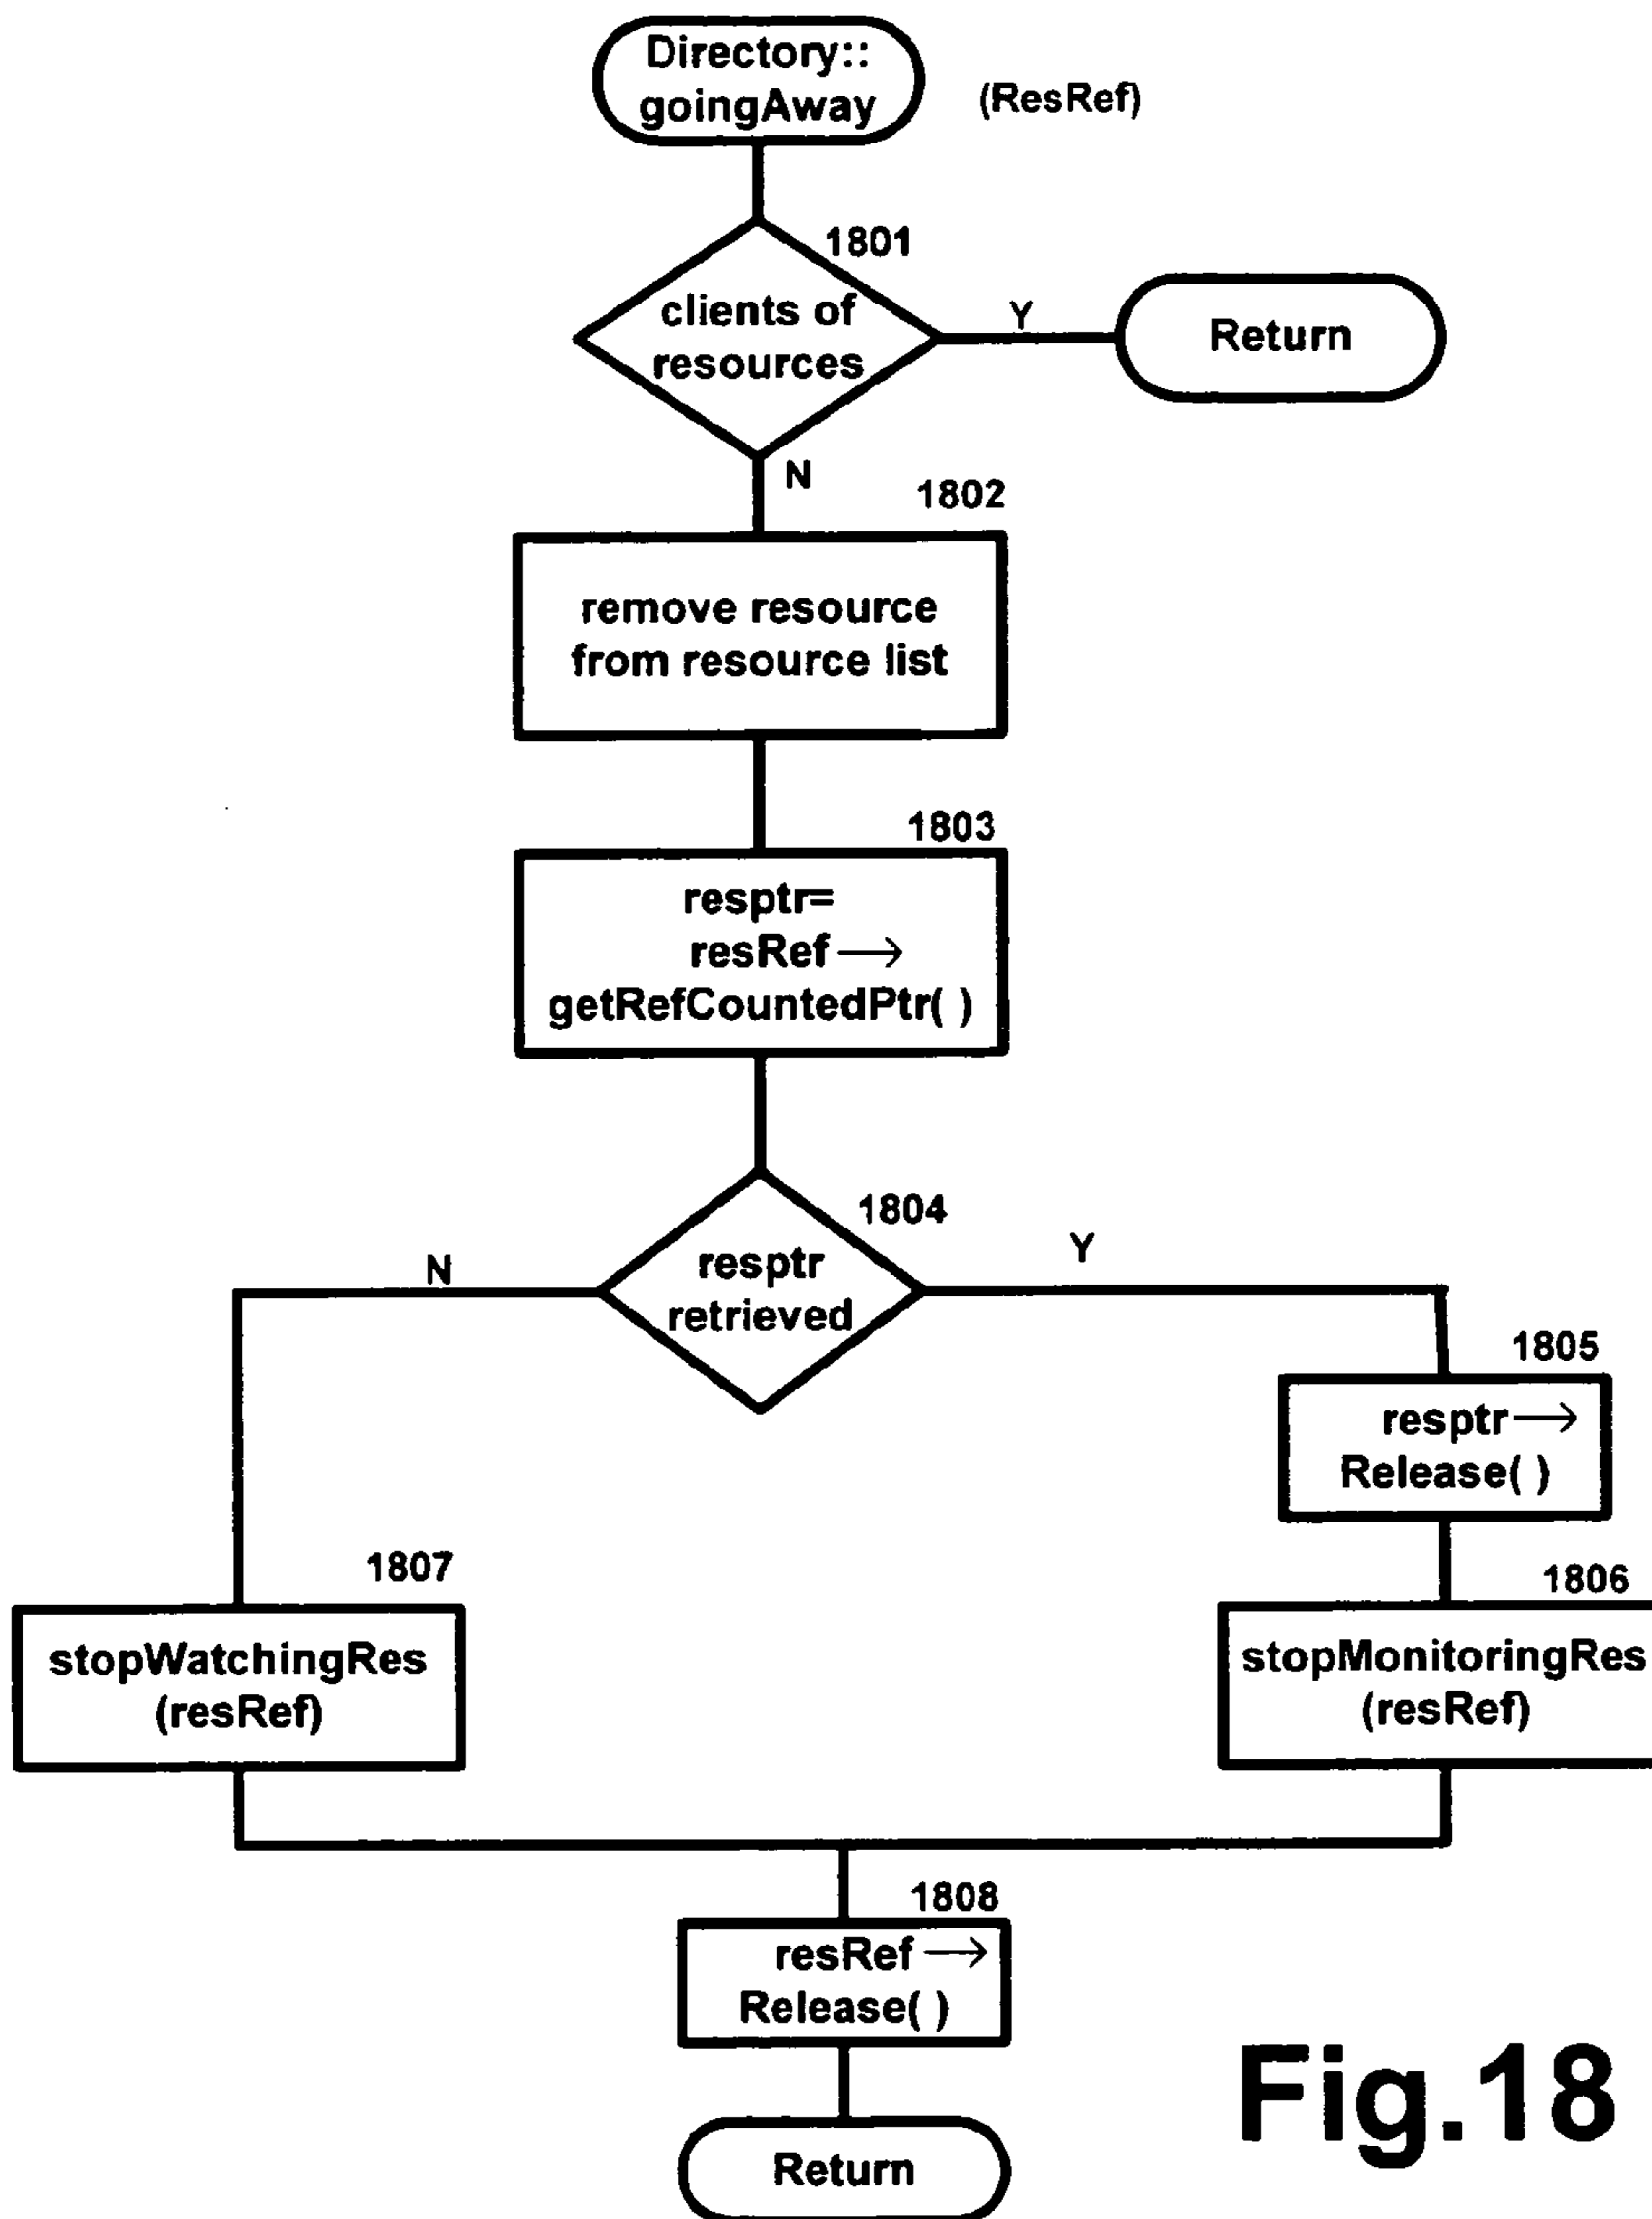 Directory::
goingAway
(ResRef)
1801
clients of
resources
Y
Return
N
1802
remove resource
from resource list
1803
resptr=
resRef →
getRefCountedPtr( )
1804
resptr
retrieved
N
Y
1805
resptr →
Release( )
1807
stopWatchingRes
(resRef)
1806
stopMonitoringRes
(resRef)
1808
resRef →
Release( )
Return
Fig.18